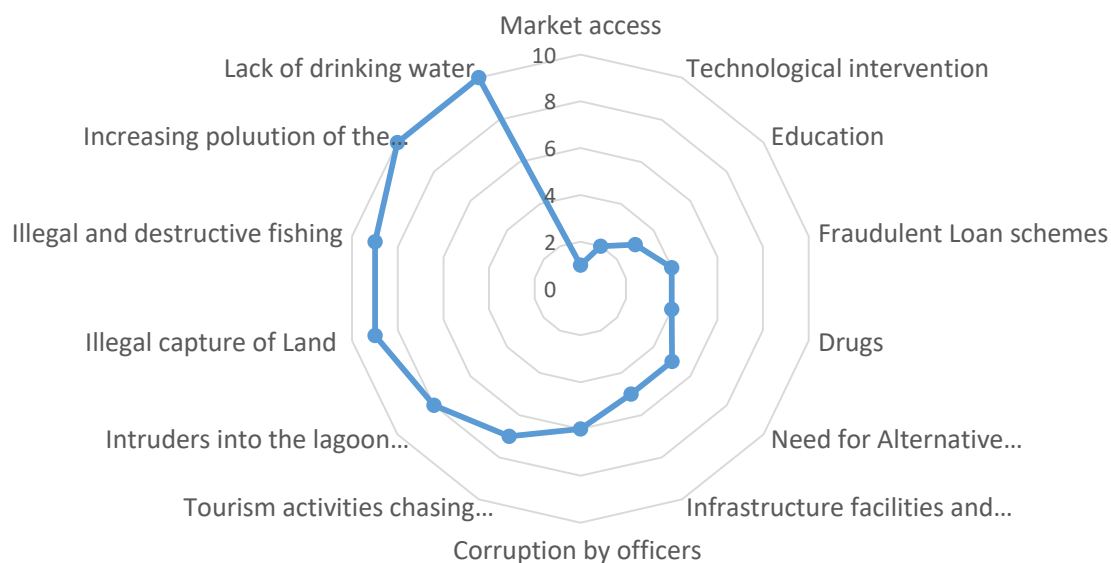 Market access
Technological intervention
Education
Fraudulent Loan schemes
Drugs
Need for Alternative…
Infrastructure facilities and…
Corruption by officers
Tourism activities chasing…
Intruders into the lagoon…
Illegal capture of Land
Illegal and destructive fishing
Increasing poluution of the…
Lack of drinking water
10
8
6
4
2
0